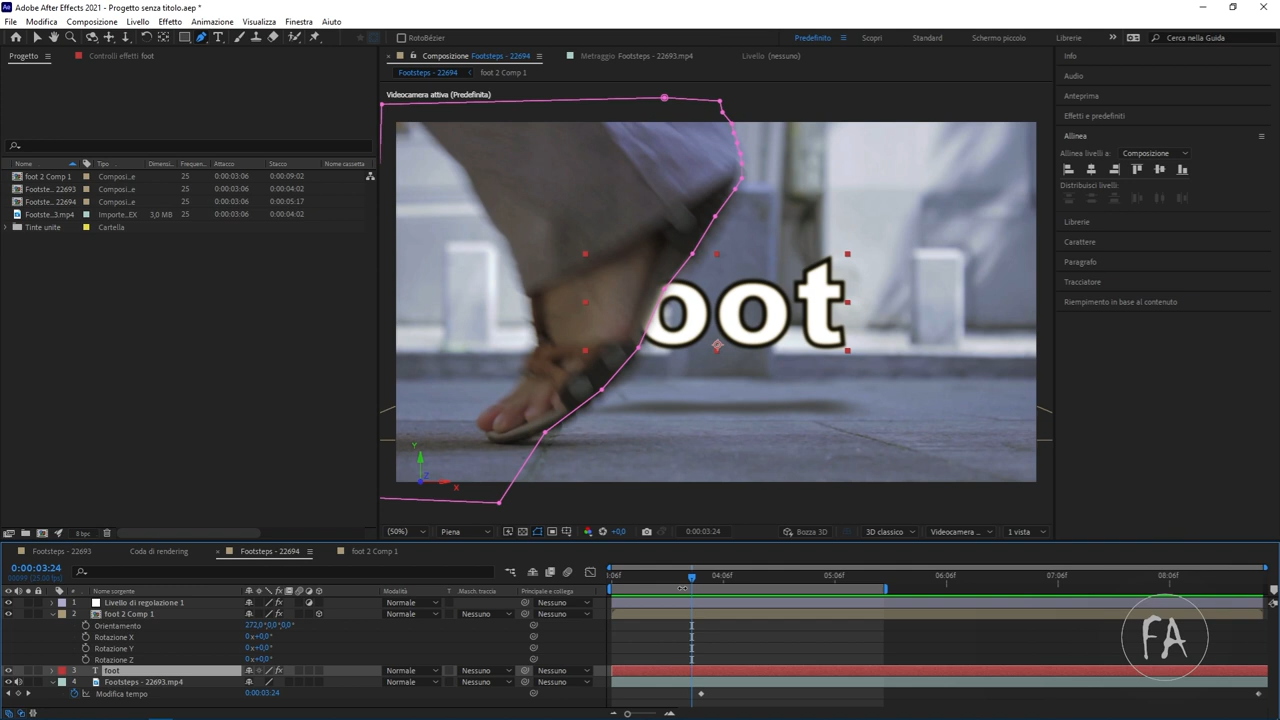 Adobe After Effects 2021 - Progetto senza titolo.aep *
File Modifica Composizione Livello Effetto Animazione Visualizza Finestra Aiuto
RotoBézier Predefinito Scopri Standard Schermo piccolo Librerie Cerca nella Guida
Progetto Controlli effetti foot Composizione Footsteps - 22694 Metraggio Footsteps - 22693.mp4 Livello (nessuno) Info
Footsteps - 22694 foot 2 Comp 1
Audio
Videocamera attiva (Predefinita) Anteprima
Effetti e predefiniti
Allinea
Allinea livelli a: Composizione
Nome Tipo Dimensi.. Frequen.. Attacco Stacco Nome cassetta
foot 2 Comp 1 Composi...e 25 0:00:03:06 0:00:09:02
Distribuisci livelli:
Footste... 22693 Composi...e 25 0:00:03:06 0:00:04:02
Footste... 22694 Composi...e 25 0:00:03:06 0:00:05:17
Footste...3.mp4 Importe...EX 3,0 MB 25 0:00:03:06 0:00:04:02
Tinte unite Cartella
Librerie
Carattere
Paragrafo
Tracciatore
Riempimento in base al contenuto
oot
Y
Z
X
8 bpc (50%) Piena +0,0 0:00:03:24 Bozza 3D 3D classico Videocamera ... 1 vista
Footsteps - 22693 Coda di rendering Footsteps - 22694 foot 2 Comp 1
0:00:03:24
(25.00 fps) 04:06f 05:06f 06:06f 07:06f 08:06f
# Nome sorgente Modalità T Masch. traccia Principale e collega
1 Livello di regolazione 1 Normale Nessuno
2 foot 2 Comp 1 Normale Nessuno Nessuno
Orientamento 272,0°,0,0°,0,0°
Rotazione X 0x+0,0°
Rotazione Y 0x+0,0°
Rotazione Z 0x+0,0°
3 T foot Normale Nessuno Nessuno
4 Footsteps - 22693.mp4 Normale Nessuno Nessuno
Modifica tempo 0:00:03:24
FA